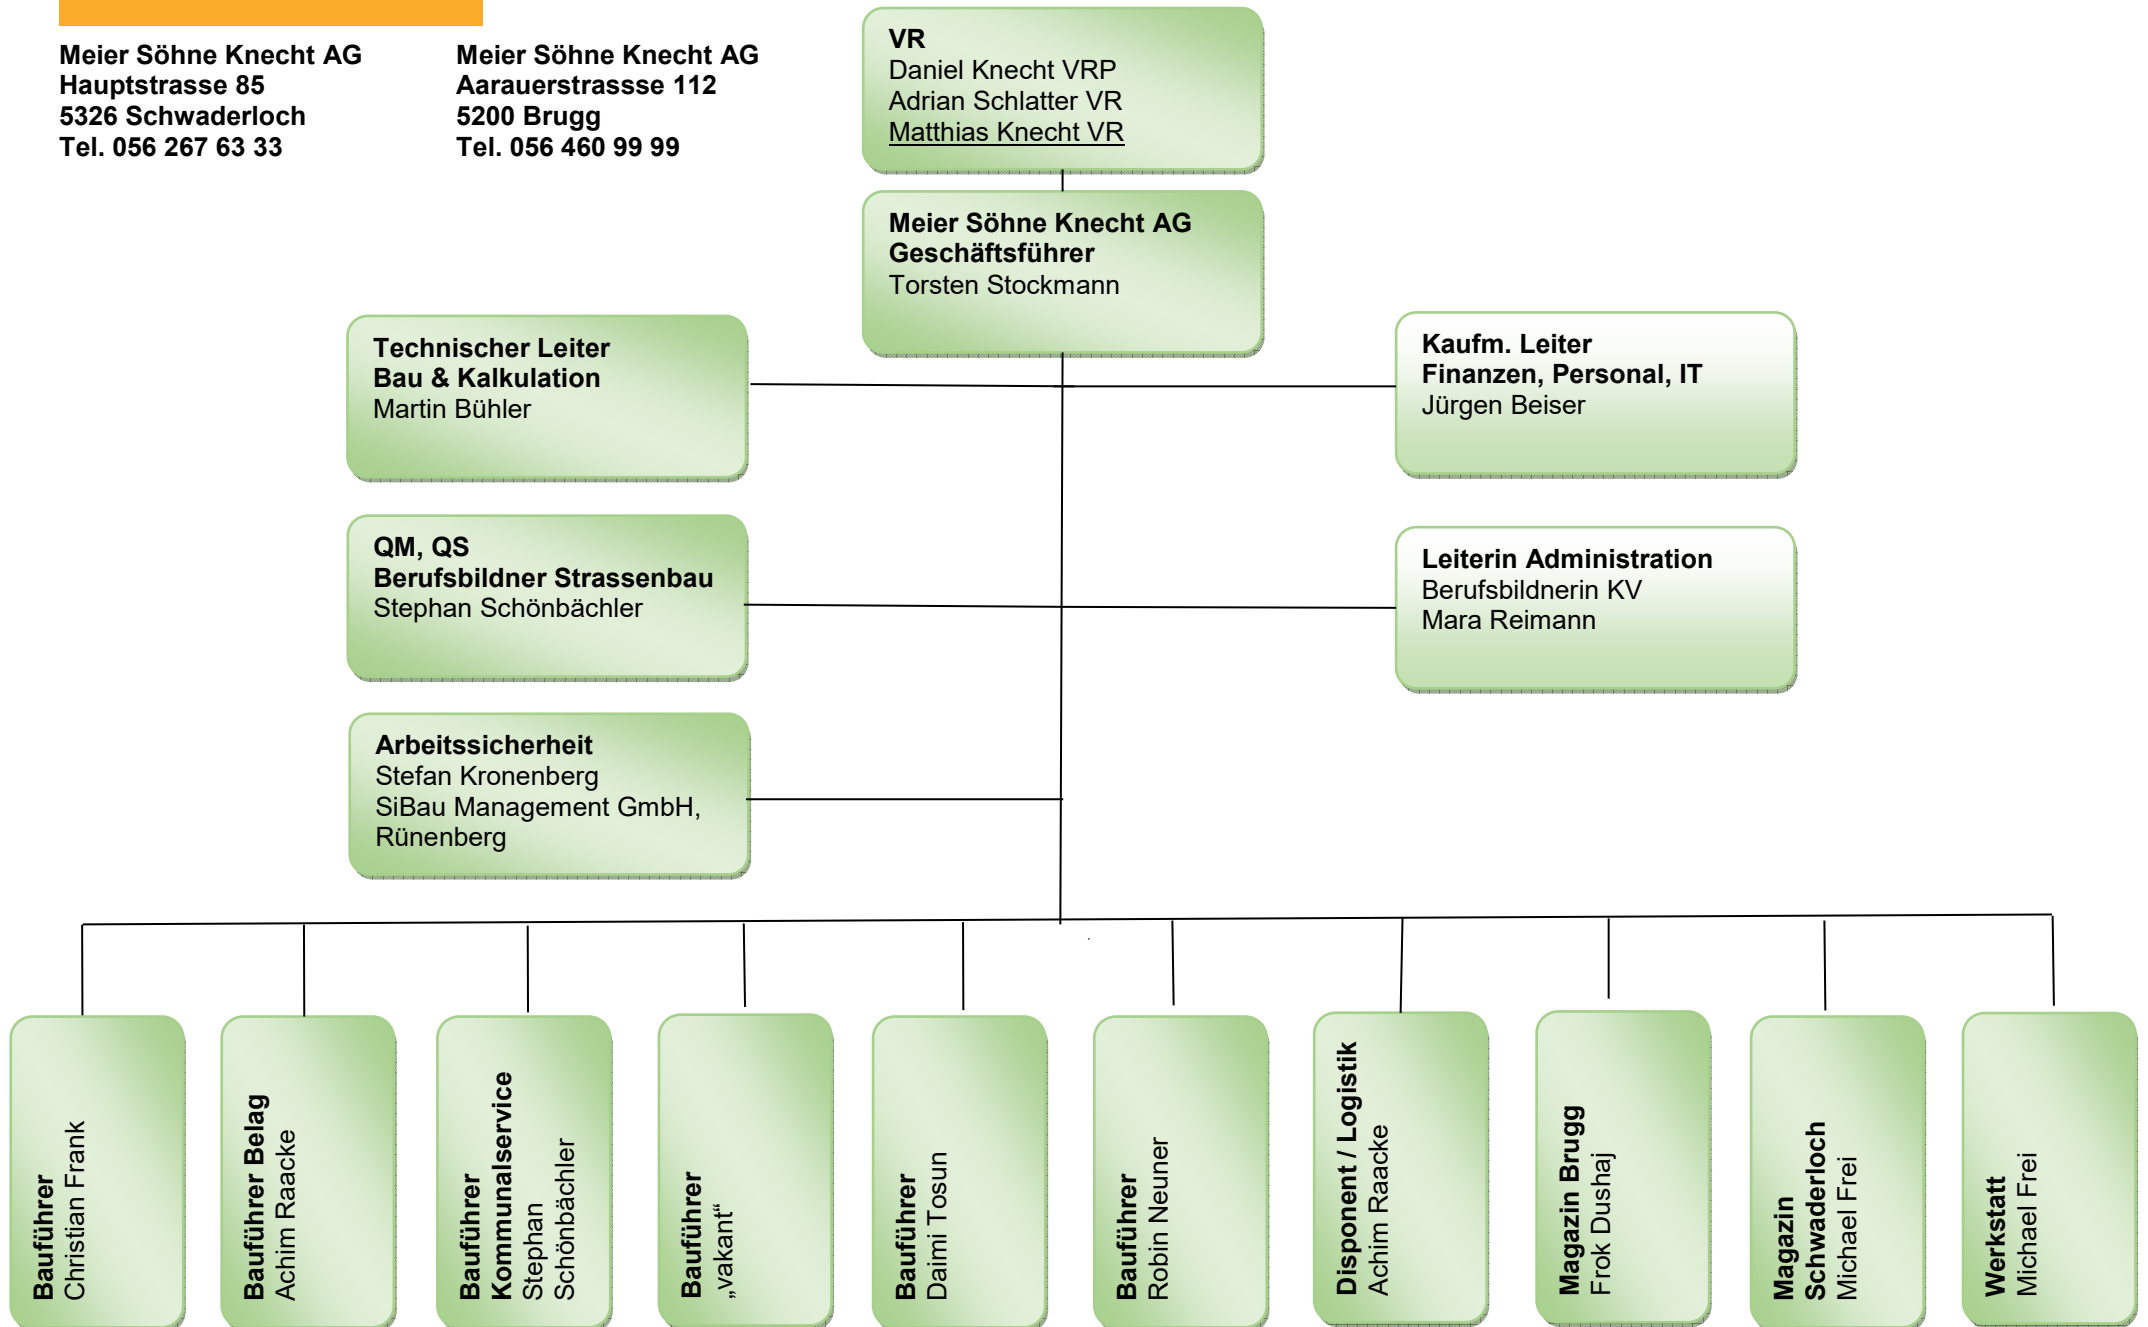 Meier Söhne Knecht AG
Hauptstrasse 85
5326 Schwaderloch
Tel. 056 267 63 33
Meier Söhne Knecht AG
Aarauerstrassse 112
5200 Brugg
Tel. 056 460 99 99
VR
Daniel Knecht VRP
Adrian Schlatter VR
Matthias Knecht VR
Meier Söhne Knecht AG
Geschäftsführer
Torsten Stockmann
Technischer Leiter
Bau & Kalkulation
Martin Bühler
Kaufm. Leiter
Finanzen, Personal, IT
Jürgen Beiser
QM, QS
Berufsbildner Strassenbau
Stephan Schönbächler
Leiterin Administration
Berufsbildnerin KV
Mara Reimann
Arbeitssicherheit
Stefan Kronenberg
SiBau Management GmbH,
Rünenberg
Bauführer
Christian Frank
Bauführer Belag
Achim Raacke
Bauführer
Kommunalservice
Stephan
Schönbächler
Bauführer
„vakant“
Bauführer
Daimi Tosun
Bauführer
Robin Neuner
Disponent / Logistik
Achim Raacke
Magazin Brugg
Frok Dushaj
Magazin
Schwaderloch
Michael Frei
Werkstatt
Michael Frei